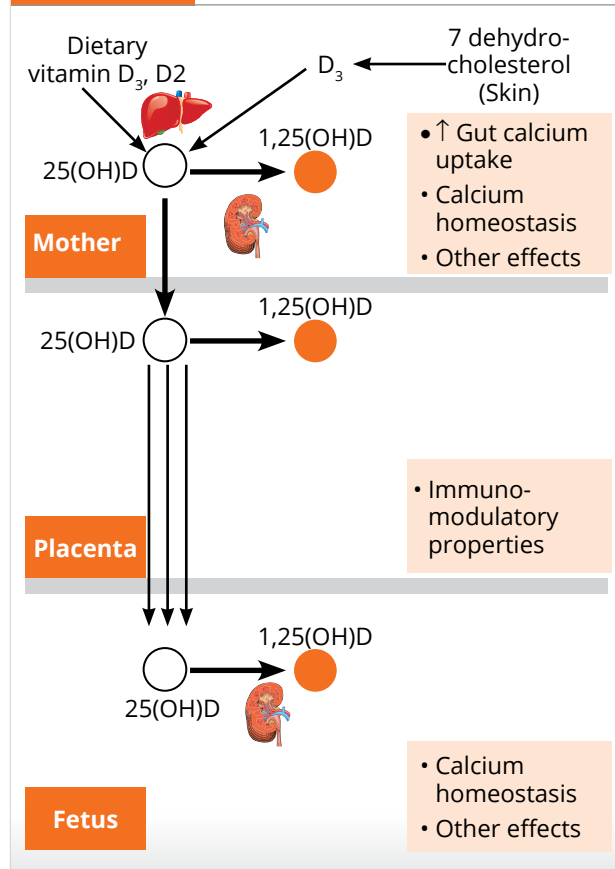 Dietary
vitamin D₃, D2
D₃
7 dehydro-
cholesterol
(Skin)
25(OH)D
1,25(OH)D
• ↑ Gut calcium
uptake
• Calcium
homeostasis
• Other effects
Mother
25(OH)D
1,25(OH)D
• Immuno-
modulatory
properties
Placenta
1,25(OH)D
25(OH)D
• Calcium
homeostasis
• Other effects
Fetus